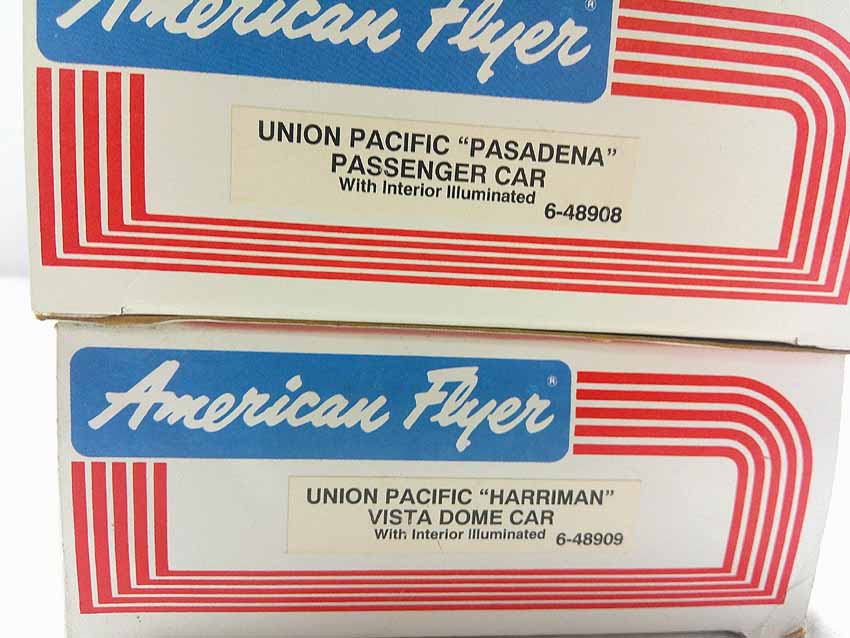 American Flyer ®
UNION PACIFIC “PASADENA”
PASSENGER CAR
With Interior Illuminated
6-48908
American Flyer ®
UNION PACIFIC “HARRIMAN”
VISTA DOME CAR
With Interior Illuminated 6-48909